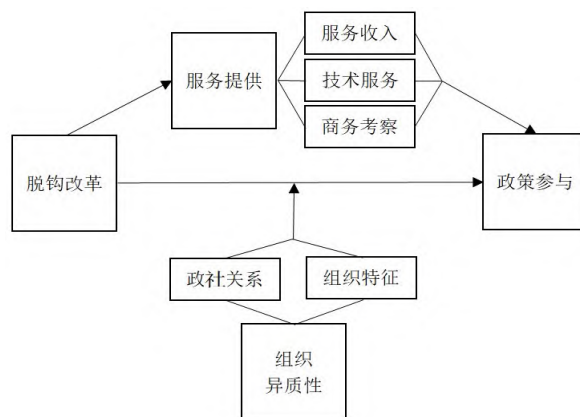 服务收入
服务提供
技术服务
商务考察
脱钩改革
政策参与
政社关系
组织特征
组织
异质性